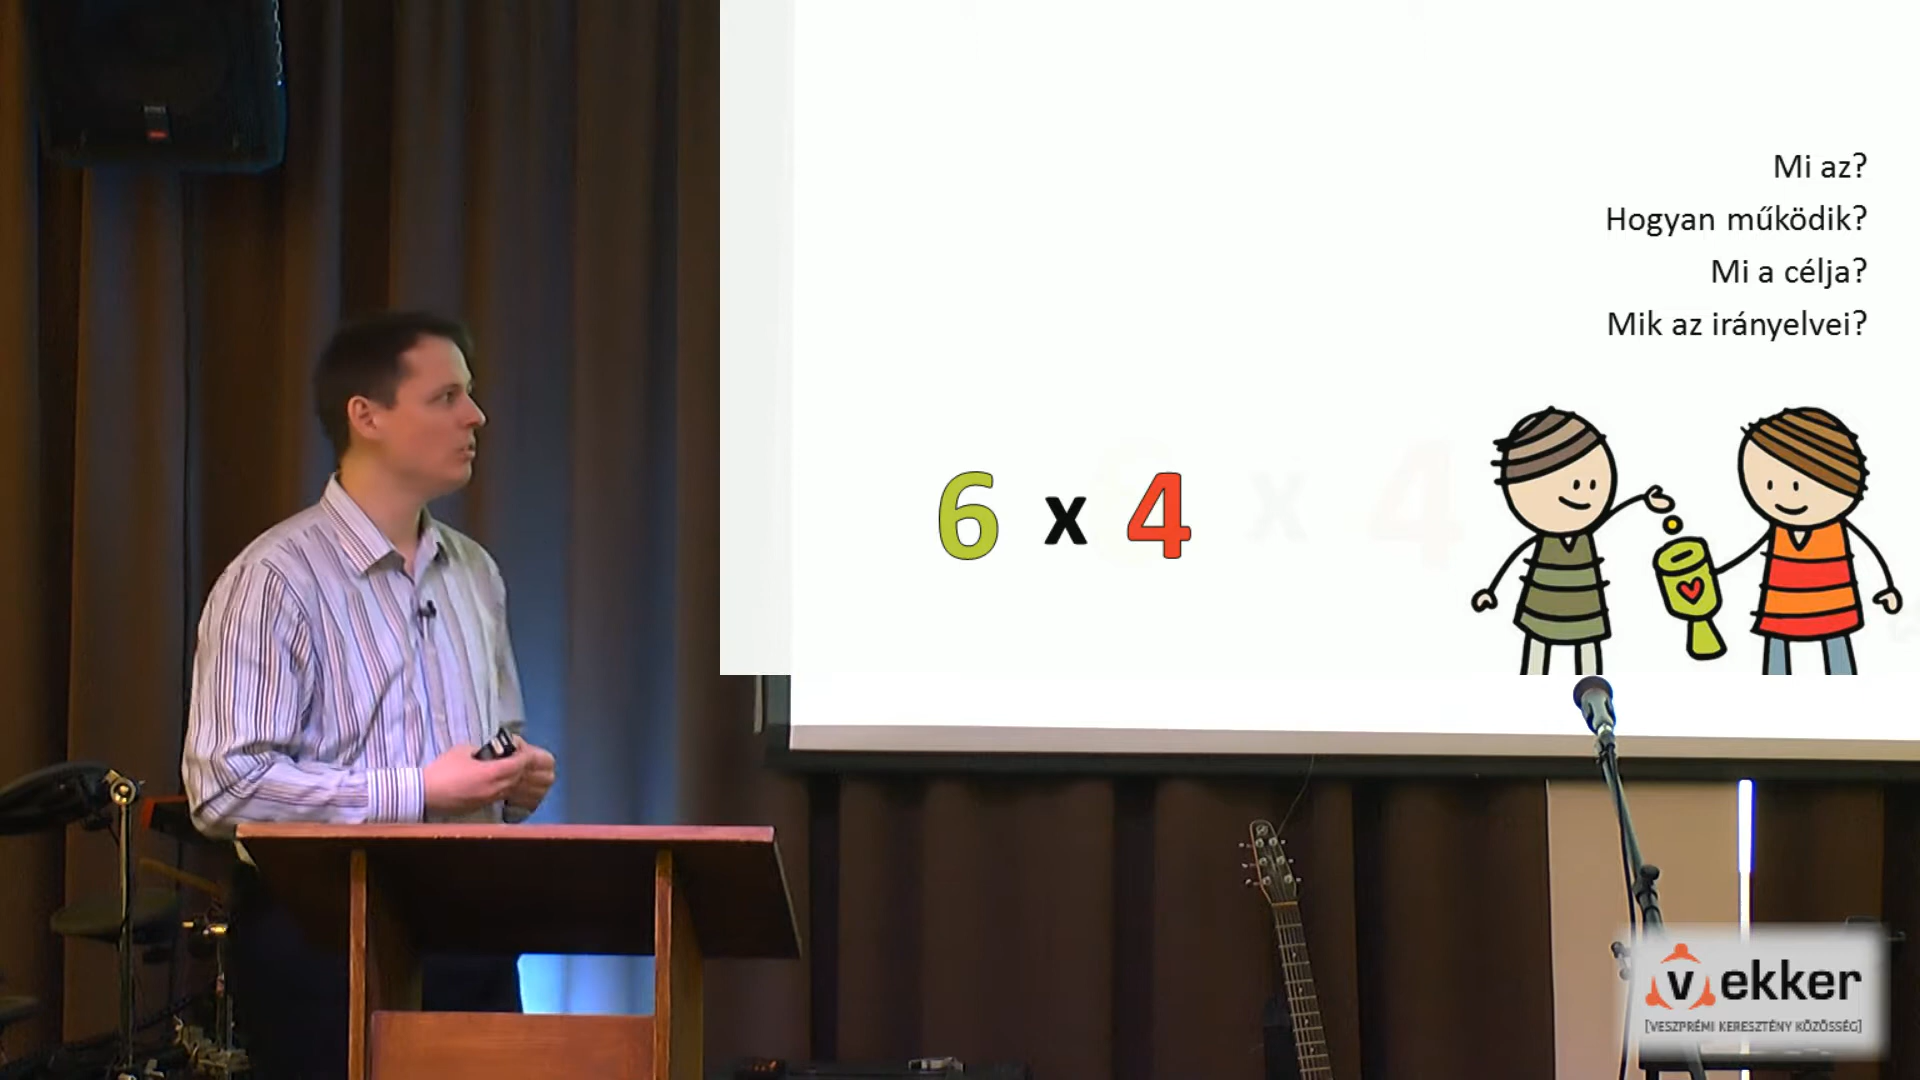 Mi az?
Hogyan működik?
Mi a célja?
Mik az irányelvei?
6 x 4
vekker
[VESZPRÉMI KERESZTÉNY KÖZÖSSÉG]